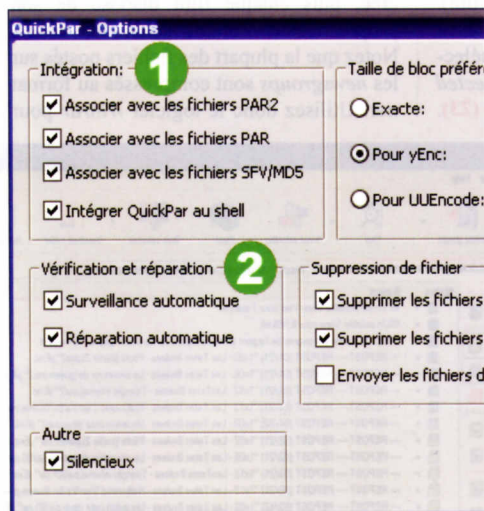 QuickPar - Options
Intégration:
1
Associer avec les fichiers PAR2
Associer avec les fichiers PAR
Associer avec les fichiers SFV/MD5
Intégrer QuickPar au shell
Taille de bloc préfér
Exacte:
Pour yEnc:
Pour UUEncode:
Vérification et réparation
2
Surveillance automatique
Réparation automatique
Suppression de fichier
Supprimer les fichiers
Supprimer les fichiers
Envoyer les fichiers d
Autre
Silencieux